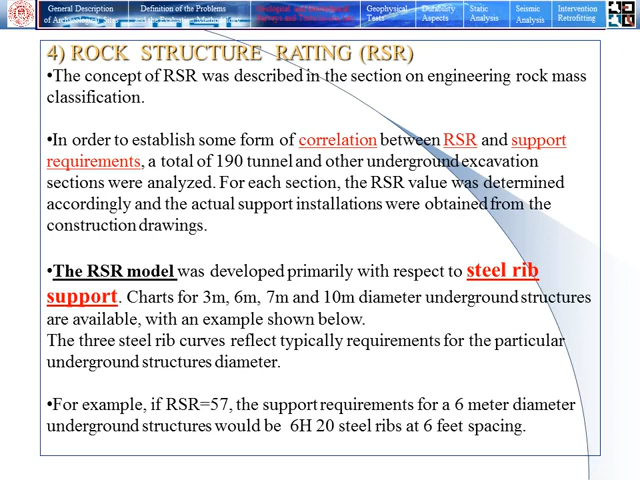 General Description
of Archaeological Sites
Definition of the Problems
and the Evaluation Methodology
Geophysical
Tests
Durability
Aspects
Static
Analysis
Seismic
Analysis
Intervention
Retrofitting
4) ROCK STRUCTURE RATING (RSR)
•The concept of RSR was described in the section on engineering rock mass
classification.
•In order to establish some form of correlation between RSR and support
requirements, a total of 190 tunnel and other underground excavation
sections were analyzed. For each section, the RSR value was determined
accordingly and the actual support installations were obtained from the
construction drawings.
•The RSR model was developed primarily with respect to steel rib
support. Charts for 3m, 6m, 7m and 10m diameter underground structures
are available, with an example shown below.
The three steel rib curves reflect typically requirements for the particular
underground structures diameter.
•For example, if RSR=57, the support requirements for a 6 meter diameter
underground structures would be 6H 20 steel ribs at 6 feet spacing.